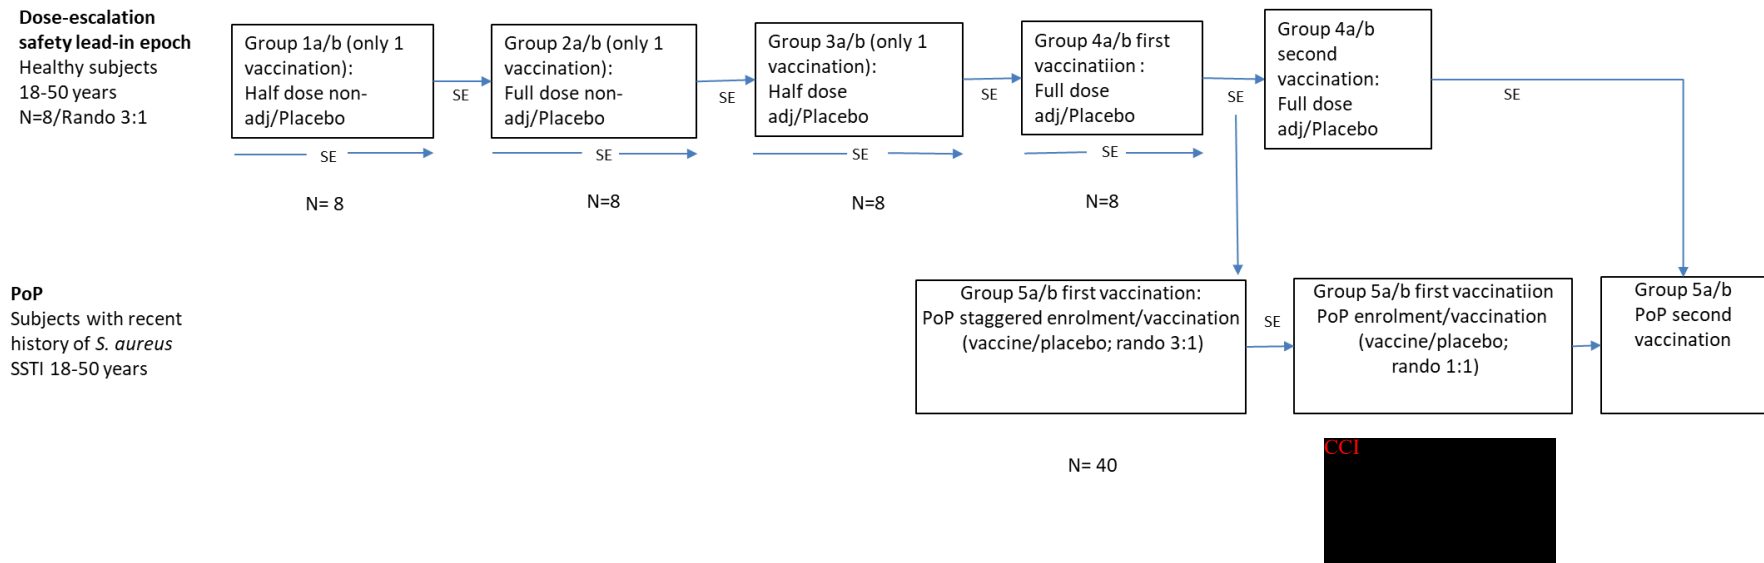 Dose-escalation
safety lead-in epoch
Healthy subjects
18-50 years
N=8/Rando 3:1
Group 1a/b (only 1
vaccination):
Half dose non-
adj/Placebo
SE
Group 2a/b (only 1
vaccination):
Full dose non-
adj/Placebo
SE
Group 3a/b (only 1
vaccination):
Half dose
adj/Placebo
SE
Group 4a/b first
vaccinatiion :
Full dose
adj/Placebo
SE
Group 4a/b
second
vaccination:
Full dose
adj/Placebo
SE
SE
SE
SE
SE
N= 8
N=8
N=8
N=8
PoP
Subjects with recent
history of S. aureus
SSTI 18-50 years
Group 5a/b first vaccination:
PoP staggered enrolment/vaccination
(vaccine/placebo; rando 3:1)
SE
Group 5a/b first vaccinatiion
PoP enrolment/vaccination
(vaccine/placebo;
rando 1:1)
Group 5a/b
PoP second
vaccination
N= 40
CCI